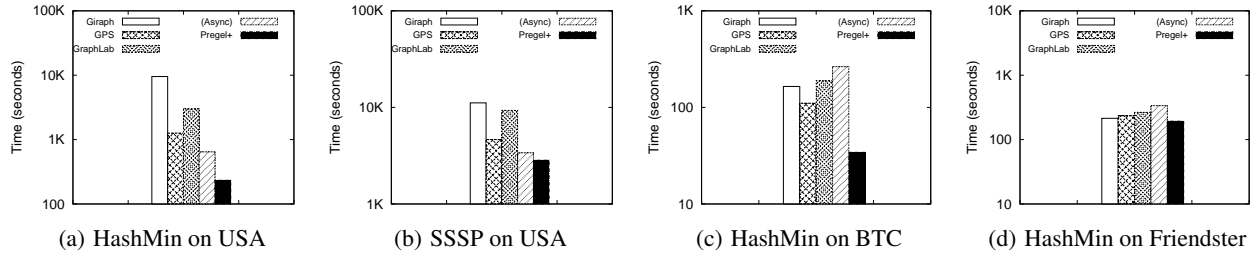 100K
10K
1K
100
Time (seconds)
Giraph
GPS
GraphLab
(Async)
Pregel+
(a) HashMin on USA
100K
10K
1K
Time (seconds)
Giraph
GPS
GraphLab
(Async)
Pregel+
(b) SSSP on USA
1K
100
10
Time (seconds)
Giraph
GPS
GraphLab
(Async)
Pregel+
(c) HashMin on BTC
10K
1K
100
10
Time (seconds)
Giraph
GPS
GraphLab
(Async)
Pregel+
(d) HashMin on Friendster